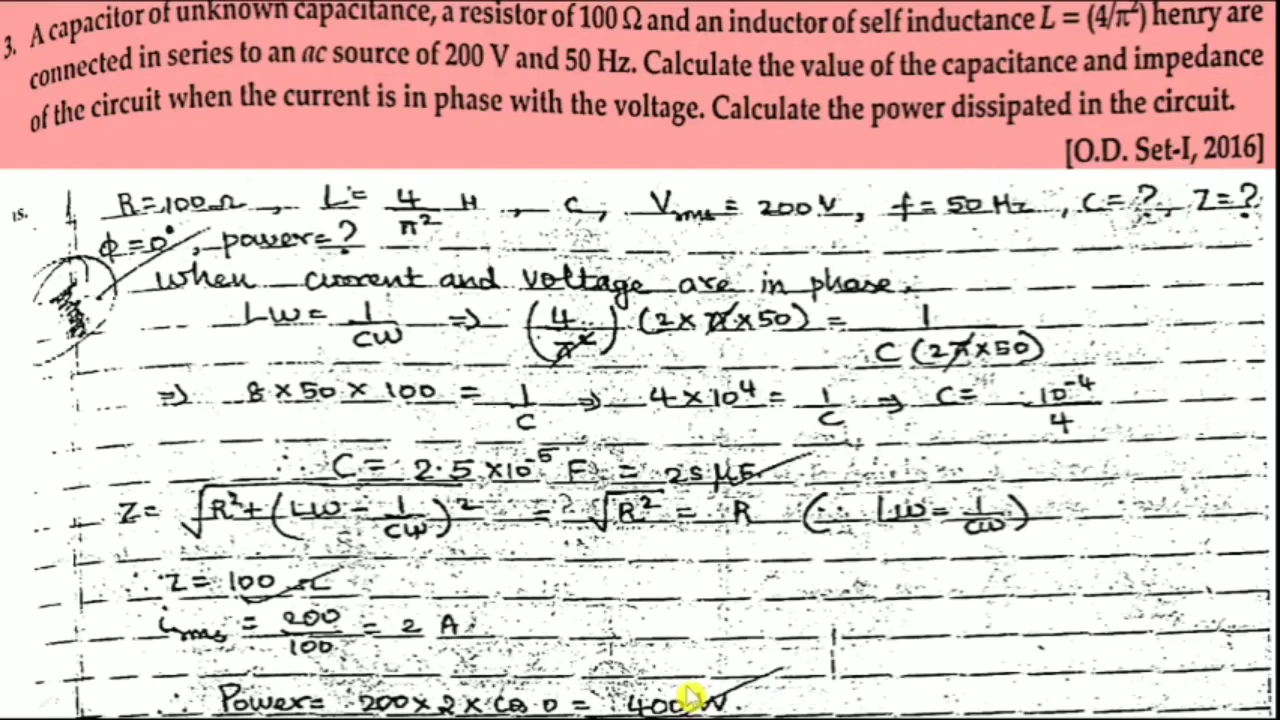 3. A capacitor of unknown capacitance, a resistor of 100 Ω and an inductor of self inductance L = (4/π²) henry are
connected in series to an ac source of 200 V and 50 Hz. Calculate the value of the capacitance and impedance
of the circuit when the current is in phase with the voltage. Calculate the power dissipated in the circuit.
[O.D. Set-I, 2016]
15. R = 100 Ω, L = 4/π² H, C, Vrms = 200 V, f = 50 Hz, C = ?, Z = ?
ϕ = 0°, power = ?
when current and voltage are in phase.
Lω = 1/Cω ⇒ (4/π²) (2 × π × 50) = 1/C(2π × 50)
⇒ 8 × 50 × 100 = 1/C ⇒ 4 × 10⁴ = 1/C ⇒ C = 10⁻⁴/4
∴ C = 2.5 × 10⁻⁵ F = 25 μF
Z = √R² + (Lω - 1/Cω)² = ? √R² = R (∵ Lω = 1/Cω)
∴ Z = 100 Ω
irms = 200/100 = 2 A
∴ Power = 200 × 2 × cos 0 = 400 W.